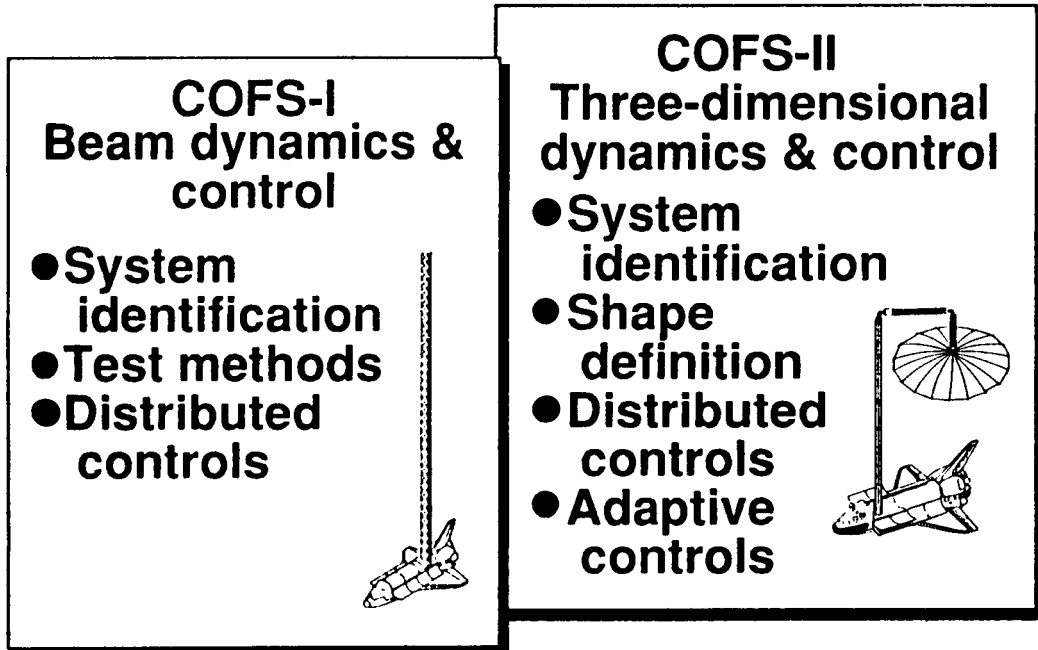 COFS-I
Beam dynamics &
control
●System
identification
●Test methods
●Distributed
controls
COFS-II
Three-dimensional
dynamics & control
●System
identification
●Shape
definition
●Distributed
controls
●Adaptive
controls